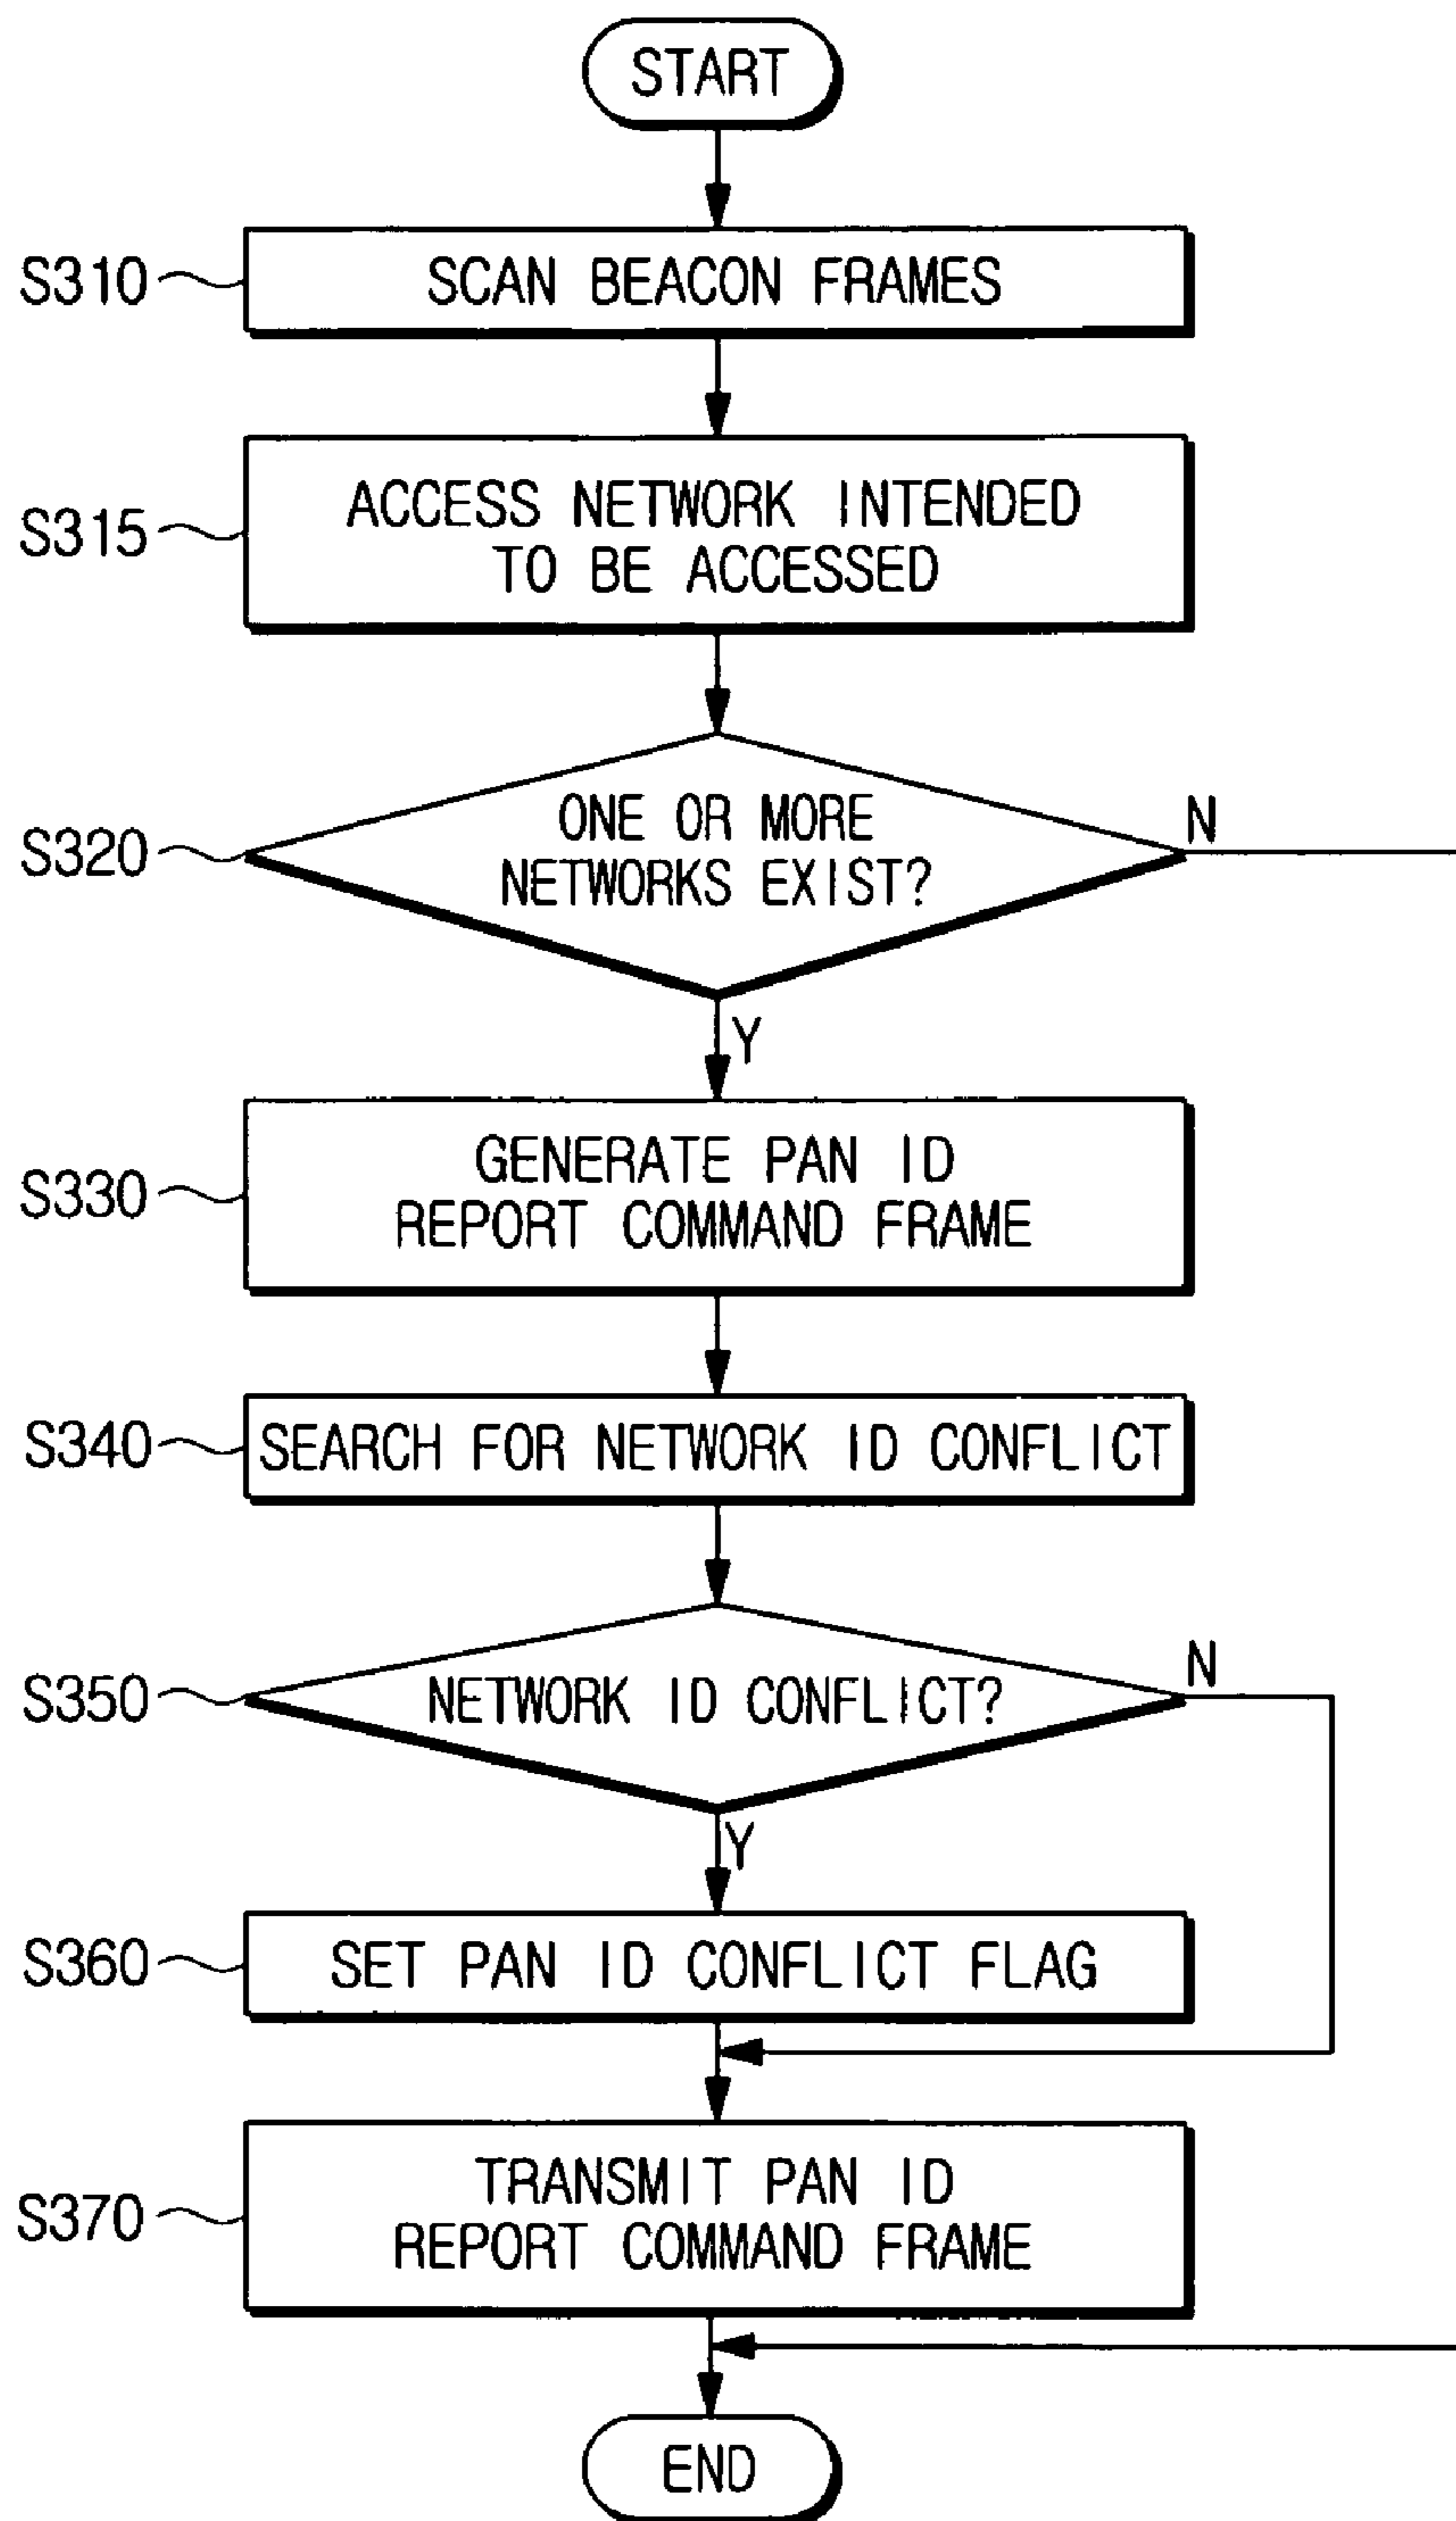 START
S310
SCAN BEACON FRAMES
S315
ACCESS NETWORK INTENDED
TO BE ACCESSED
S320
ONE OR MORE
NETWORKS EXIST?
N
Y
S330
GENERATE PAN ID
REPORT COMMAND FRAME
S340
SEARCH FOR NETWORK ID CONFLICT
S350
NETWORK ID CONFLICT?
N
Y
S360
SET PAN ID CONFLICT FLAG
S370
TRANSMIT PAN ID
REPORT COMMAND FRAME
END